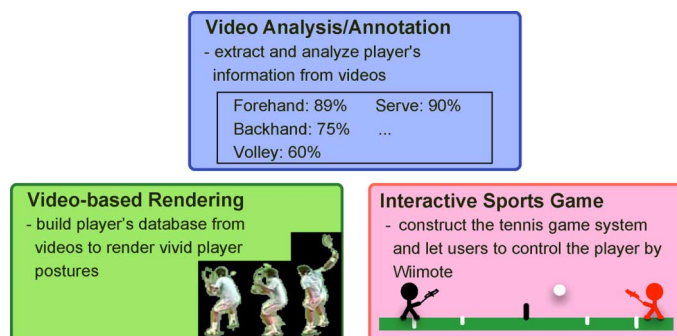 Video Analysis/Annotation
- extract and analyze player's
information from videos
Forehand: 89% Serve: 90%
Backhand: 75% ...
Volley: 60%
Video-based Rendering
- build player's database from
videos to render vivid player
postures
Interactive Sports Game
- construct the tennis game system
and let users to control the player by
Wiimote